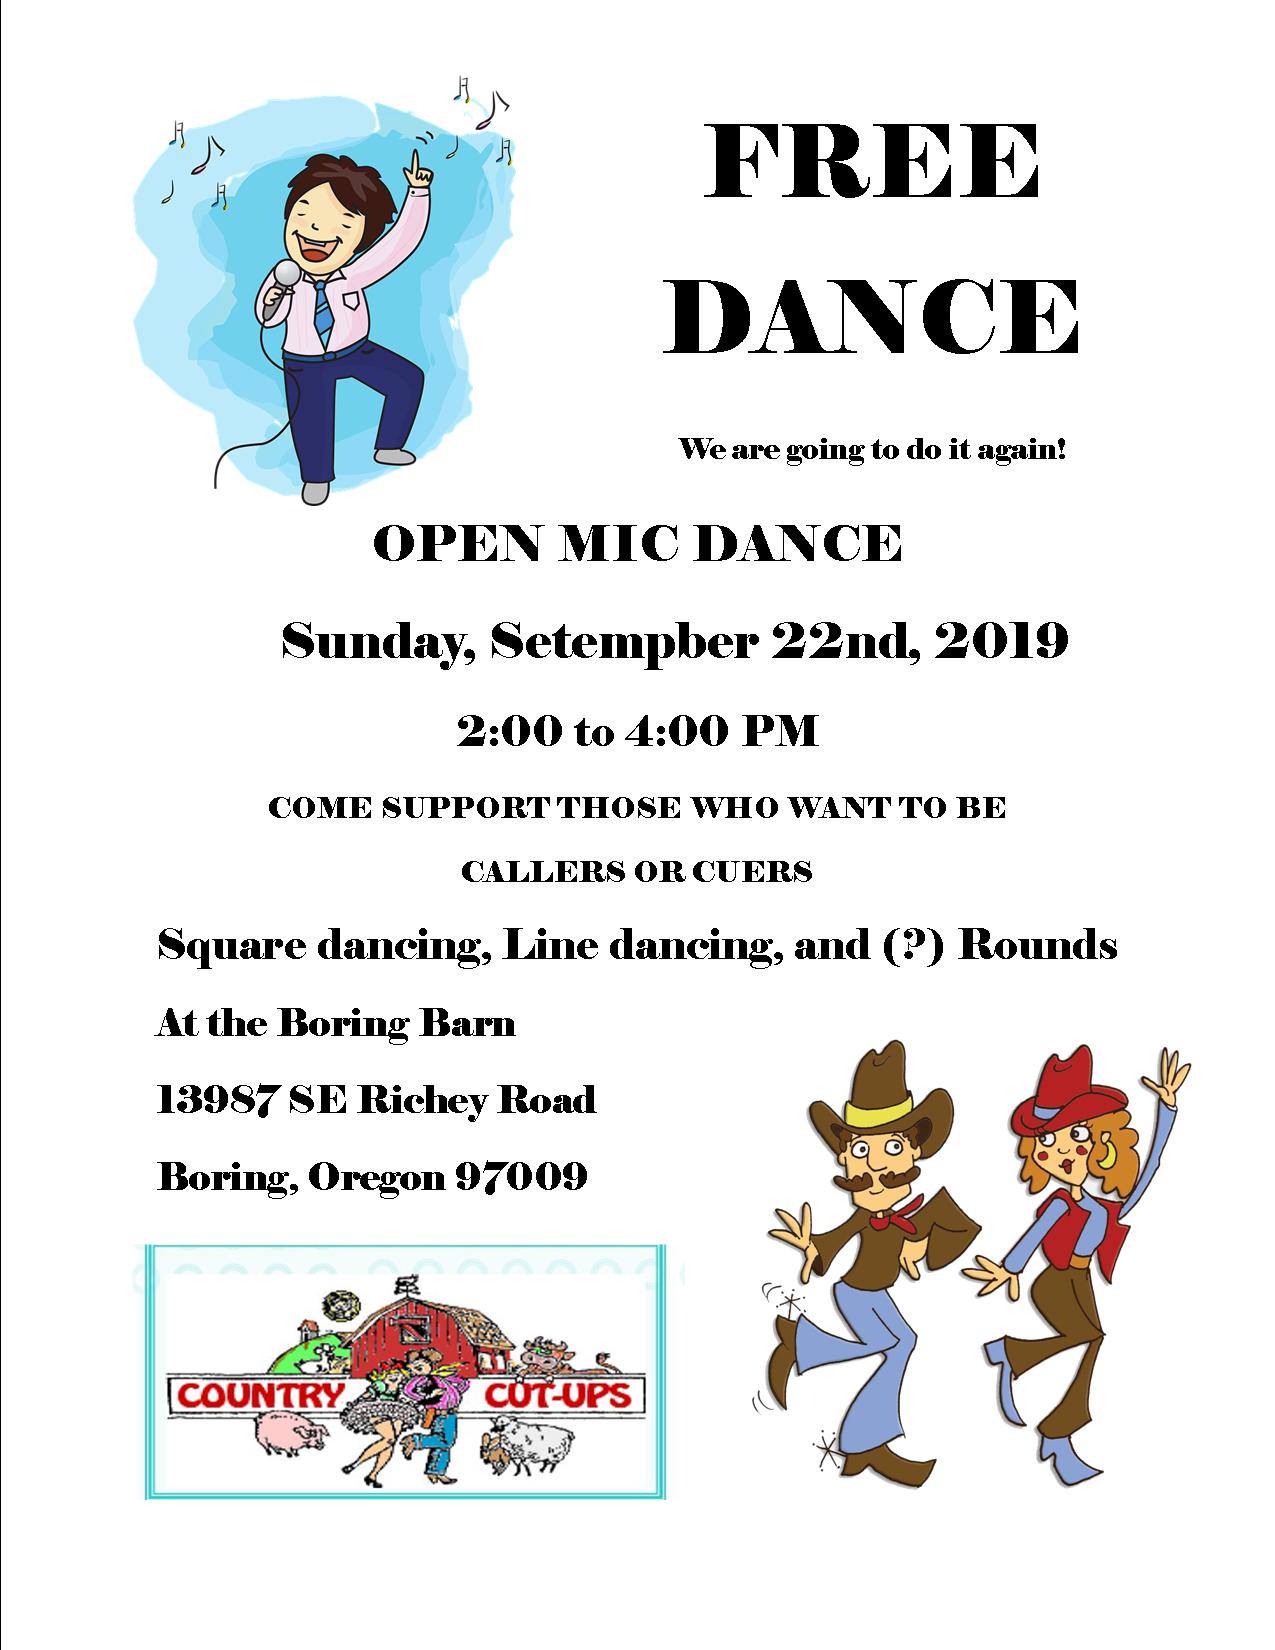 FREE
DANCE
We are going to do it again!
OPEN MIC DANCE
Sunday, Setempber 22nd, 2019
2:00 to 4:00 PM
COME SUPPORT THOSE WHO WANT TO BE
CALLERS OR CUERS
Square dancing, Line dancing, and (?) Rounds
At the Boring Barn
13987 SE Richey Road
Boring, Oregon 97009
COUNTRY CUT-UPS